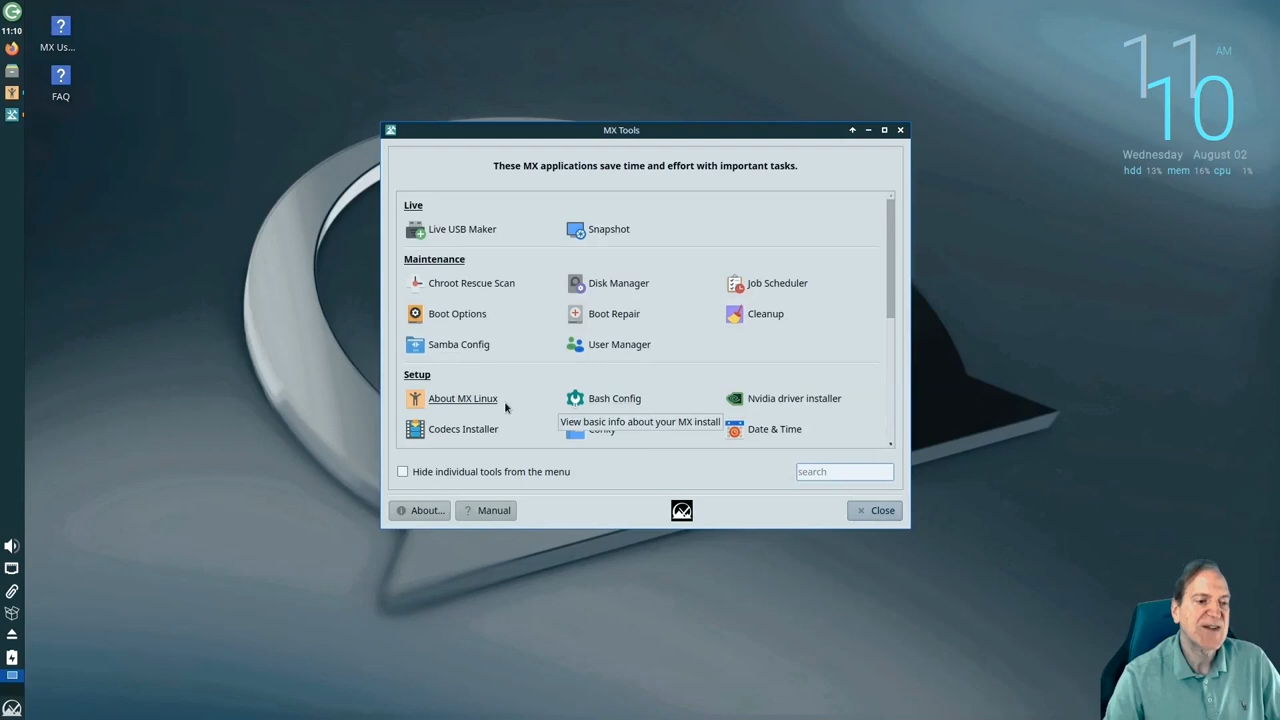 11:10
MX Us...
FAQ
11 AM
10
Wednesday August 02
hdd 13% mem 16% cpu 1%
MX Tools
These MX applications save time and effort with important tasks.
Live
Live USB Maker Snapshot
Maintenance
Chroot Rescue Scan Disk Manager Job Scheduler
Boot Options Boot Repair Cleanup
Samba Config User Manager
Setup
About MX Linux Bash Config Nvidia driver installer
View basic info about your MX install
Codecs Installer Conky Date & Time
Hide individual tools from the menu search
About... ? Manual Close